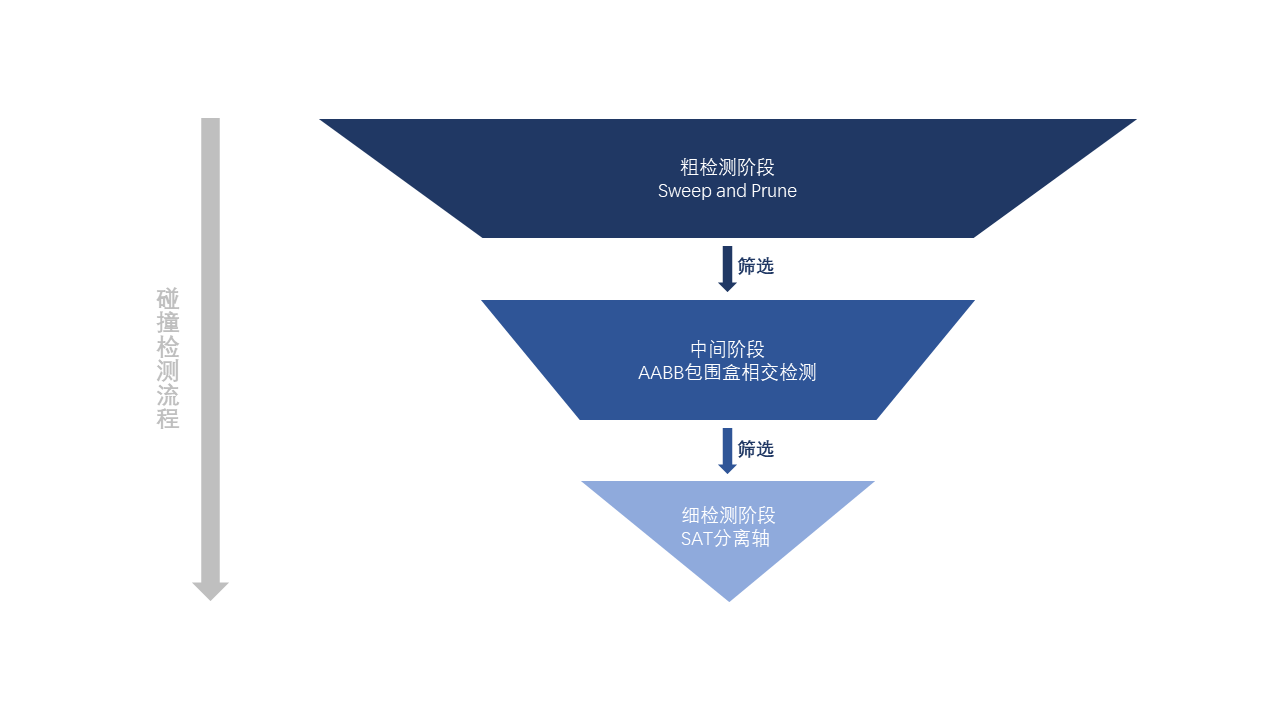 碰撞检测流程
粗检测阶段
Sweep and Prune
筛选
中间阶段
AABB包围盒相交检测
筛选
细检测阶段
SAT分离轴